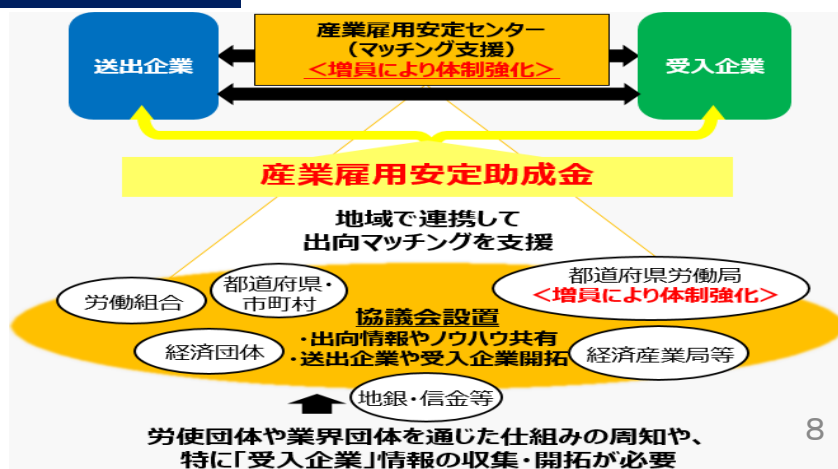 産業雇用安定センター
（マッチング支援）
＜増員により体制強化＞
送出企業
受入企業
産業雇用安定助成金
地域で連携して
出向マッチングを支援
労働組合
都道府県・
市町村
都道府県労働局
＜増員により体制強化＞
協議会設置
・出向情報やノウハウ共有
・送出企業や受入企業開拓
経済団体
経済産業局等
地銀・信金等
労使団体や業界団体を通じた仕組みの周知や、
特に「受入企業」情報の収集・開拓が必要
8